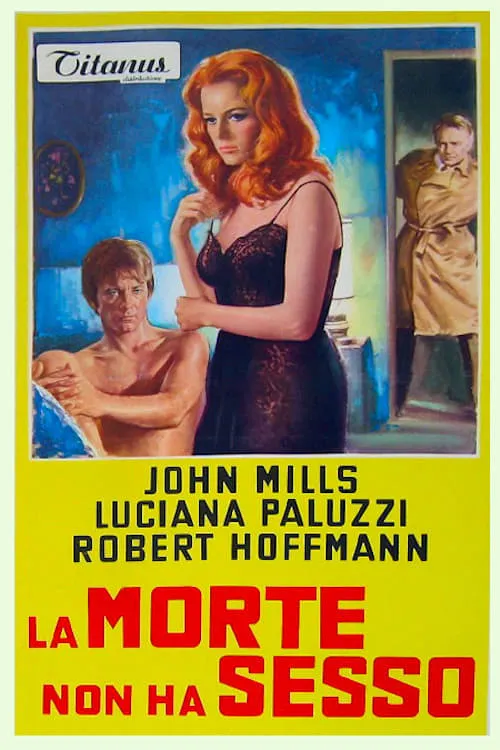 Titanus
distribuzione
JOHN MILLS
LUCIANA PALUZZI
ROBERT HOFFMANN
LA MORTE
NON HA SESSO